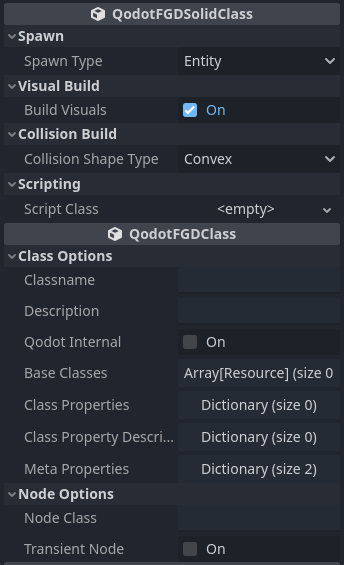 QodotFGDSolidClass
Spawn
Spawn Type Entity
Visual Build
Build Visuals On
Collision Build
Collision Shape Type Convex
Scripting
Script Class <empty>
QodotFGDClass
Class Options
Classname
Description
Qodot Internal On
Base Classes Array[Resource] (size 0
Class Properties Dictionary (size 0)
Class Property Descri... Dictionary (size 0)
Meta Properties Dictionary (size 2)
Node Options
Node Class
Transient Node On